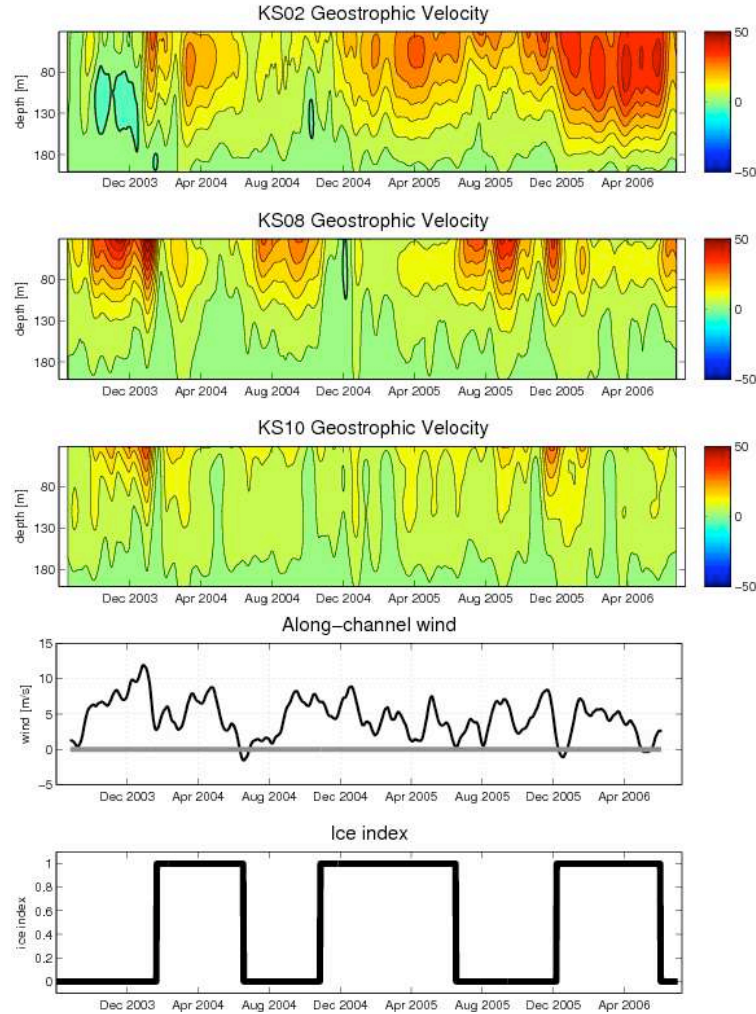 KS02 Geostrophic Velocity
depth [m]
80
130
180
Dec 2003 Apr 2004 Aug 2004 Dec 2004 Apr 2005 Aug 2005 Dec 2005 Apr 2006
50
0
−50
KS08 Geostrophic Velocity
depth [m]
80
130
180
Dec 2003 Apr 2004 Aug 2004 Dec 2004 Apr 2005 Aug 2005 Dec 2005 Apr 2006
50
0
−50
KS10 Geostrophic Velocity
depth [m]
80
130
180
Dec 2003 Apr 2004 Aug 2004 Dec 2004 Apr 2005 Aug 2005 Dec 2005 Apr 2006
50
0
−50
Along−channel wind
wind [m/s]
15
10
5
0
−5
Dec 2003 Apr 2004 Aug 2004 Dec 2004 Apr 2005 Aug 2005 Dec 2005 Apr 2006
Ice index
ice index
1
0.8
0.6
0.4
0.2
0
Dec 2003 Apr 2004 Aug 2004 Dec 2004 Apr 2005 Aug 2005 Dec 2005 Apr 2006